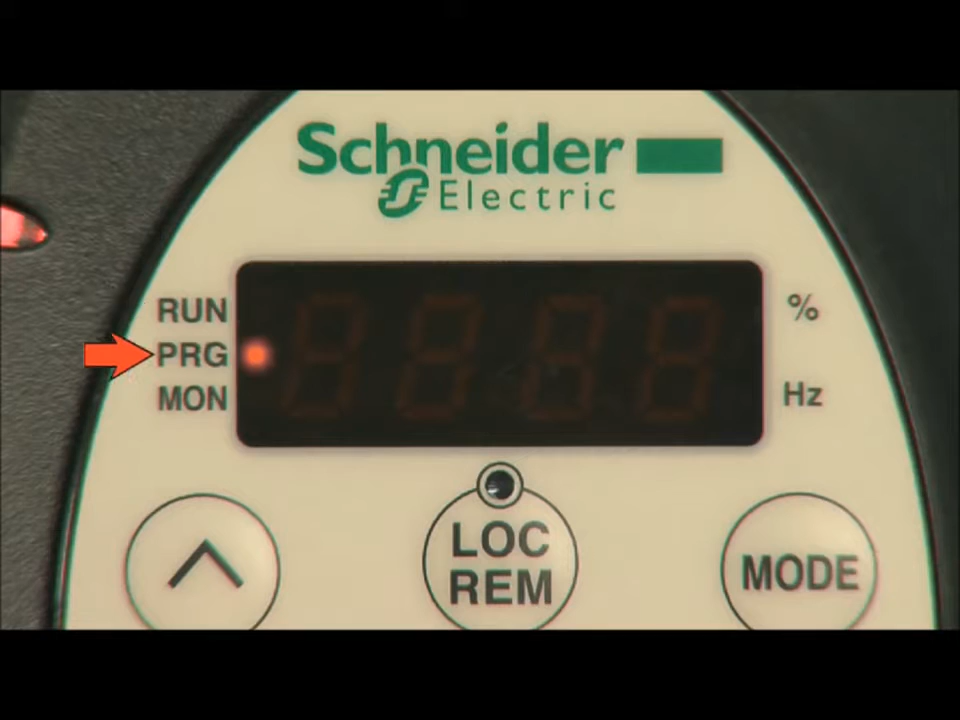 Schneider
Electric
RUN
PRG
MON
%
Hz
LOC
REM
MODE